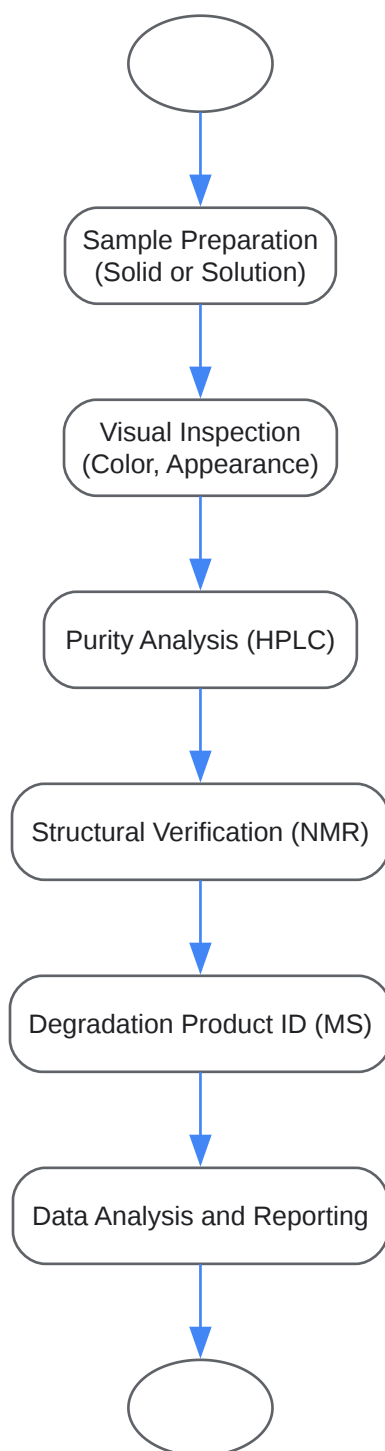 Sample Preparation
(Solid or Solution)
Visual Inspection
(Color, Appearance)
Purity Analysis (HPLC)
Structural Verification (NMR)
Degradation Product ID (MS)
Data Analysis and Reporting